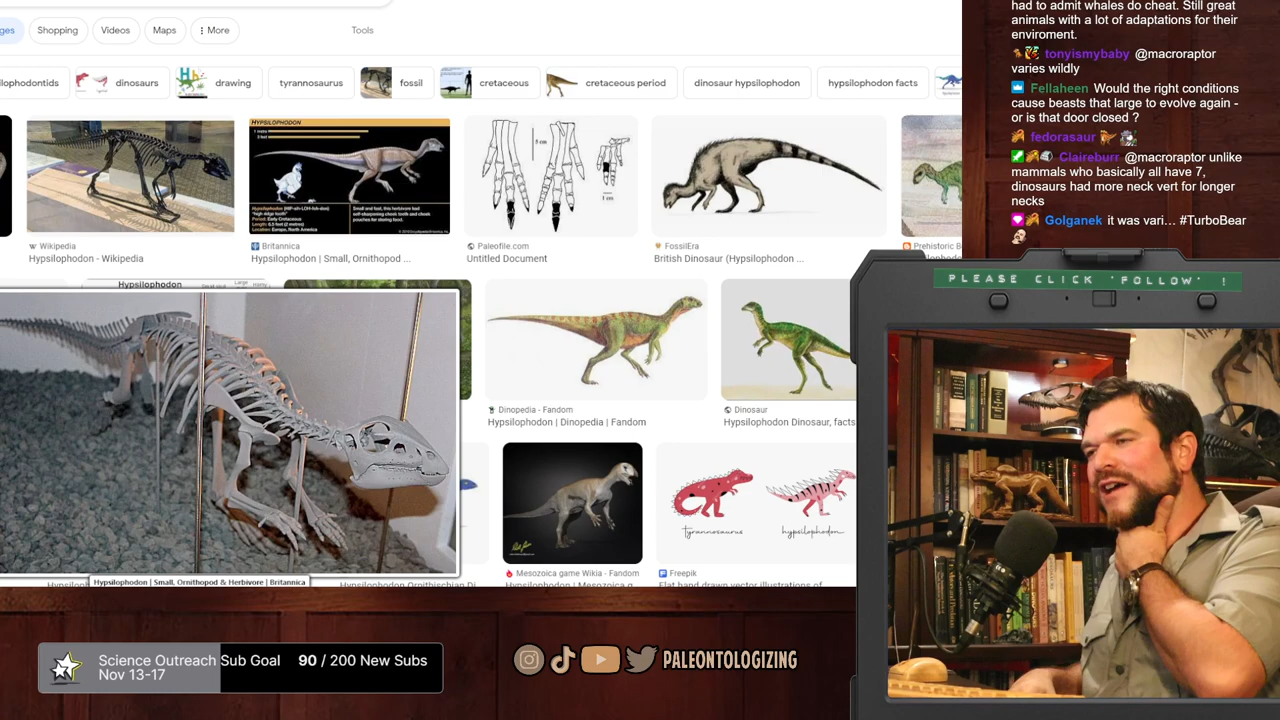 Shopping
Videos
Maps
More
Tools
dinosaurs
drawing
tyrannosaurus
fossil
cretaceous
cretaceous period
dinosaur hypsilophodon
hypsilophodon facts
HYPSILOPHODON
Wikipedia
Hypsilophodon - Wikipedia
Britannica
Hypsilophodon | Small, Ornithopod ...
5 cm
1 cm
Paleofile.com
Untitled Document
FossilEra
British Dinosaur (Hypsilophodon ...
Prehistoric B
Hypsilophodon
Dinopedia - Fandom
Hypsilophodon | Dinopedia | Fandom
Dinosaur
Hypsilophodon Dinosaur, facts
Hypsilophodon | Small, Ornithopod & Herbivore | Britannica
Mesozoica game Wikia - Fandom
tyrannosaurus
hypsilophodon
Freepik
had to admit whales do cheat. Still great
animals with a lot of adaptations for their
enviroment.
tonyismybaby @macroraptor
varies wildly
Fellaheen Would the right conditions
cause beasts that large to evolve again -
or is that door closed ?
fedorasaur
Claireburr @macroraptor unlike
mammals who basically all have 7,
dinosaurs had more neck vert for longer
necks
Golganek it was vari... #TurboBear
PLEASE CLICK 'FOLLOW' !
Science Outreach Sub Goal 90 / 200 New Subs
Nov 13-17
PALEONTOLOGIZING